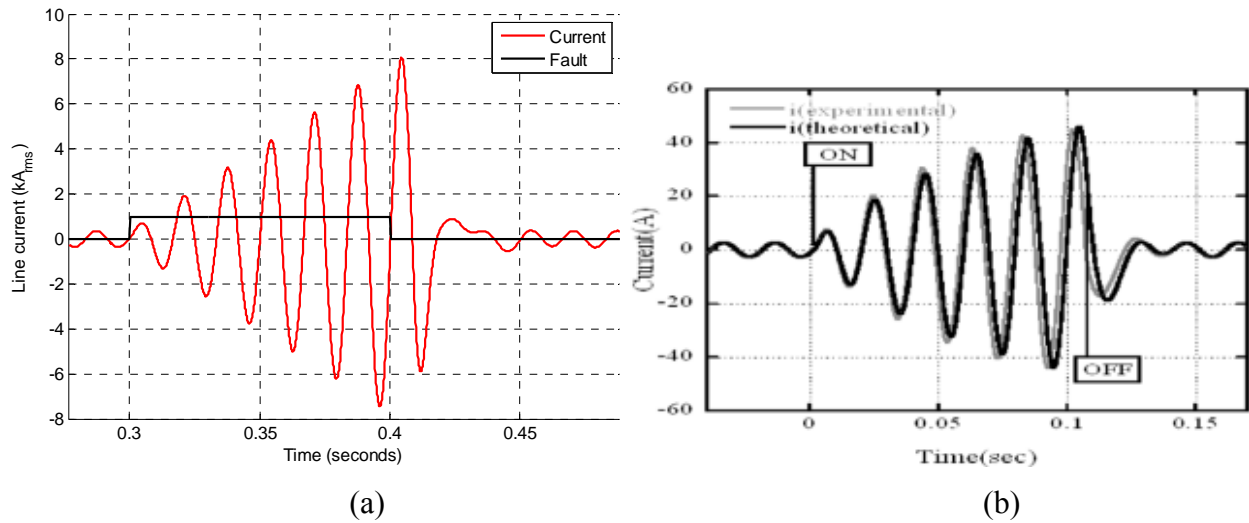 10
8
6
4
2
0
-2
-4
-6
-8
Line current (kA rms)
0.3
0.35
0.4
0.45
Time (seconds)
Current
Fault
(a)
60
40
20
0
-20
-40
-60
Current(A)
i(experimental)
i(theoretical)
ON
OFF
0
0.05
0.1
0.15
Time(sec)
(b)